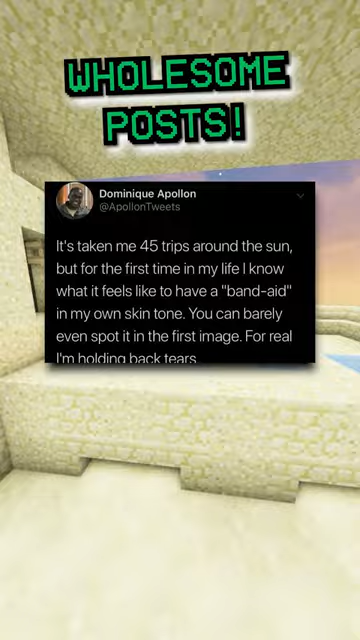 WHOLESOME
POSTS!
Dominique Apollon
@ApollonTweets
It's taken me 45 trips around the sun,
but for the first time in my life I know
what it feels like to have a "band-aid"
in my own skin tone. You can barely
even spot it in the first image. For real
I'm holding back tears